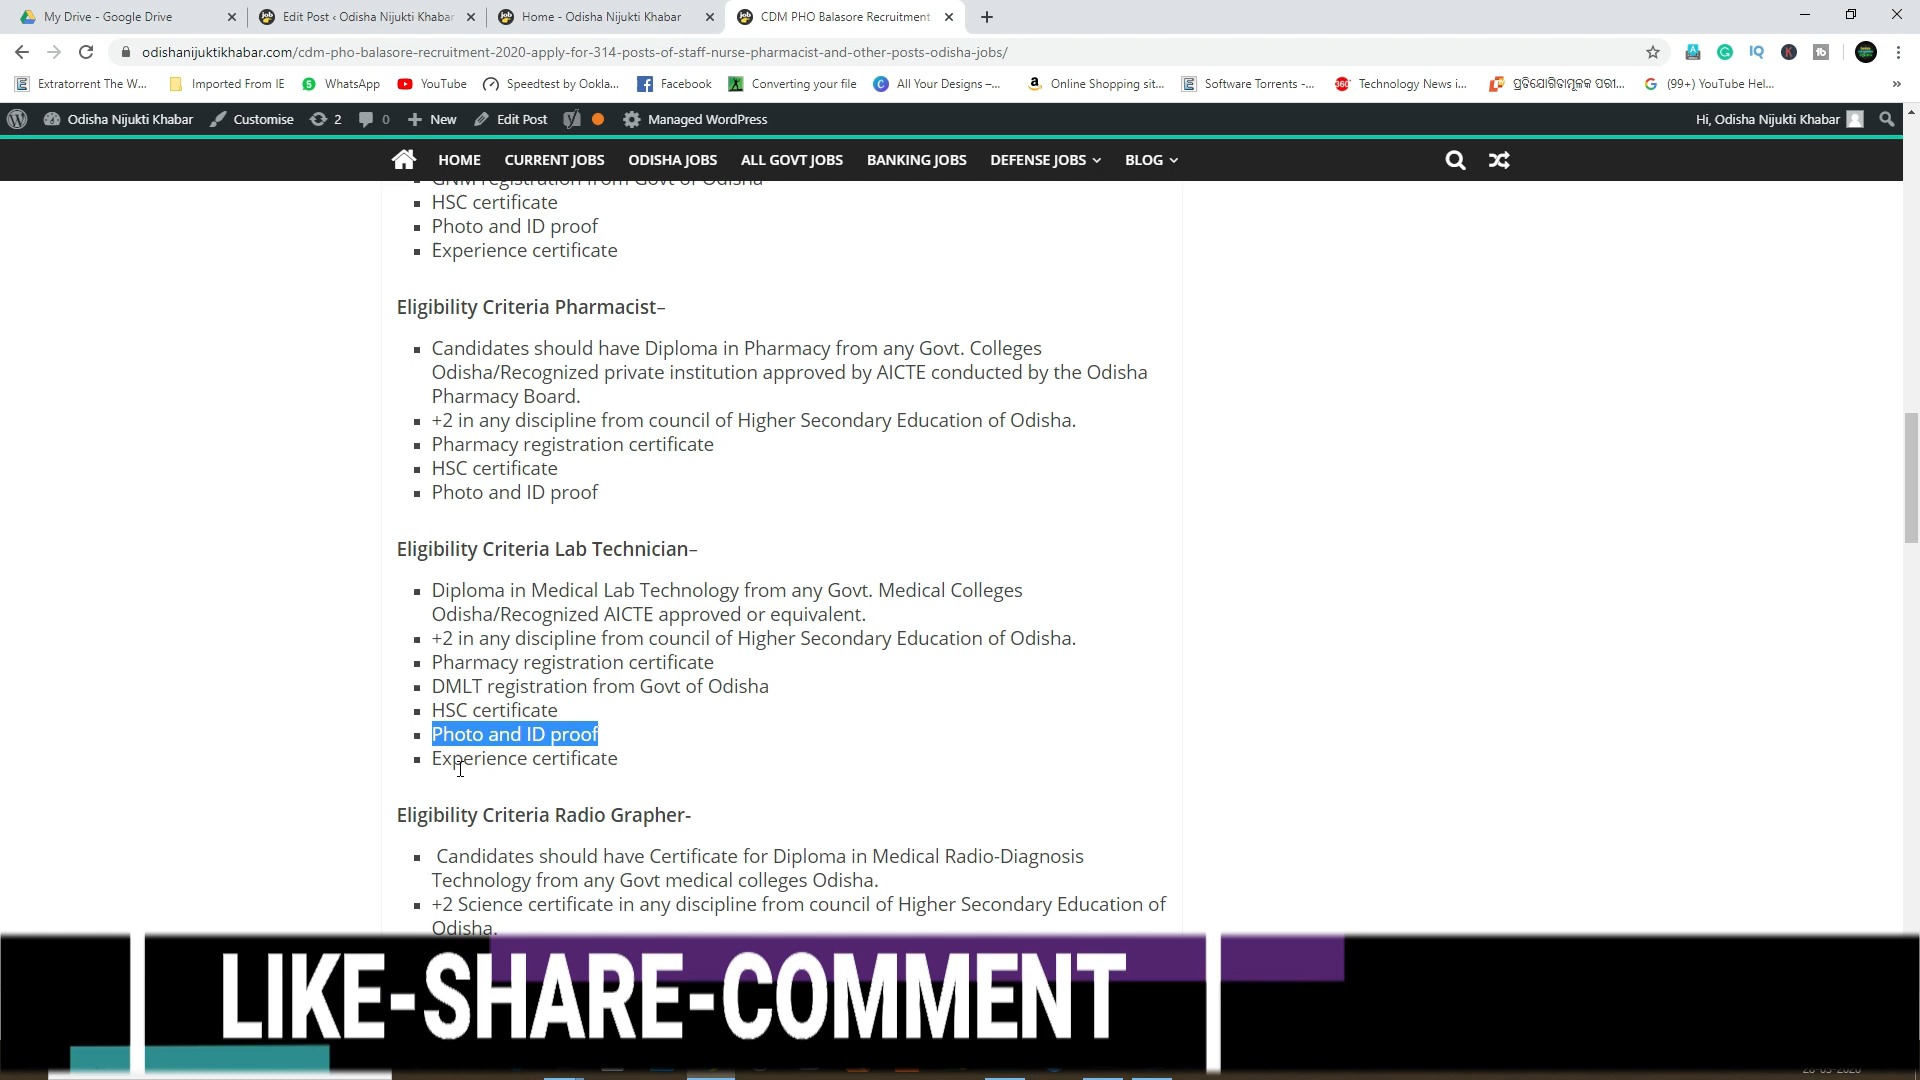 My Drive - Google Drive
Edit Post ‹ Odisha Nijukti Khabar
Home - Odisha Nijukti Khabar
CDM PHO Balasore Recruitment
odishanijuktikhabar.com/cdm-pho-balasore-recruitment-2020-apply-for-314-posts-of-staff-nurse-pharmacist-and-other-posts-odisha-jobs/
Extratorrent The W...
Imported From IE
WhatsApp
YouTube
Speedtest by Ookla...
Facebook
Converting your file
All Your Designs –...
Online Shopping sit...
Software Torrents -...
Technology News i...
ପ୍ରତିଯୋଗିତାମୂଳକ ପରୀ...
(99+) YouTube Hel...
Odisha Nijukti Khabar
Customise
2
0
New
Edit Post
Managed WordPress
Hi, Odisha Nijukti Khabar
HOME
CURRENT JOBS
ODISHA JOBS
ALL GOVT JOBS
BANKING JOBS
DEFENSE JOBS
BLOG
GNM registration from Govt of Odisha
HSC certificate
Photo and ID proof
Experience certificate
Eligibility Criteria Pharmacist–
Candidates should have Diploma in Pharmacy from any Govt. Colleges
Odisha/Recognized private institution approved by AICTE conducted by the Odisha
Pharmacy Board.
+2 in any discipline from council of Higher Secondary Education of Odisha.
Pharmacy registration certificate
HSC certificate
Photo and ID proof
Eligibility Criteria Lab Technician–
Diploma in Medical Lab Technology from any Govt. Medical Colleges
Odisha/Recognized AICTE approved or equivalent.
+2 in any discipline from council of Higher Secondary Education of Odisha.
Pharmacy registration certificate
DMLT registration from Govt of Odisha
HSC certificate
Photo and ID proof
Experience certificate
Eligibility Criteria Radio Grapher-
Candidates should have Certificate for Diploma in Medical Radio-Diagnosis
Technology from any Govt medical colleges Odisha.
+2 Science certificate in any discipline from council of Higher Secondary Education of
Odisha.
LIKE-SHARE-COMMENT